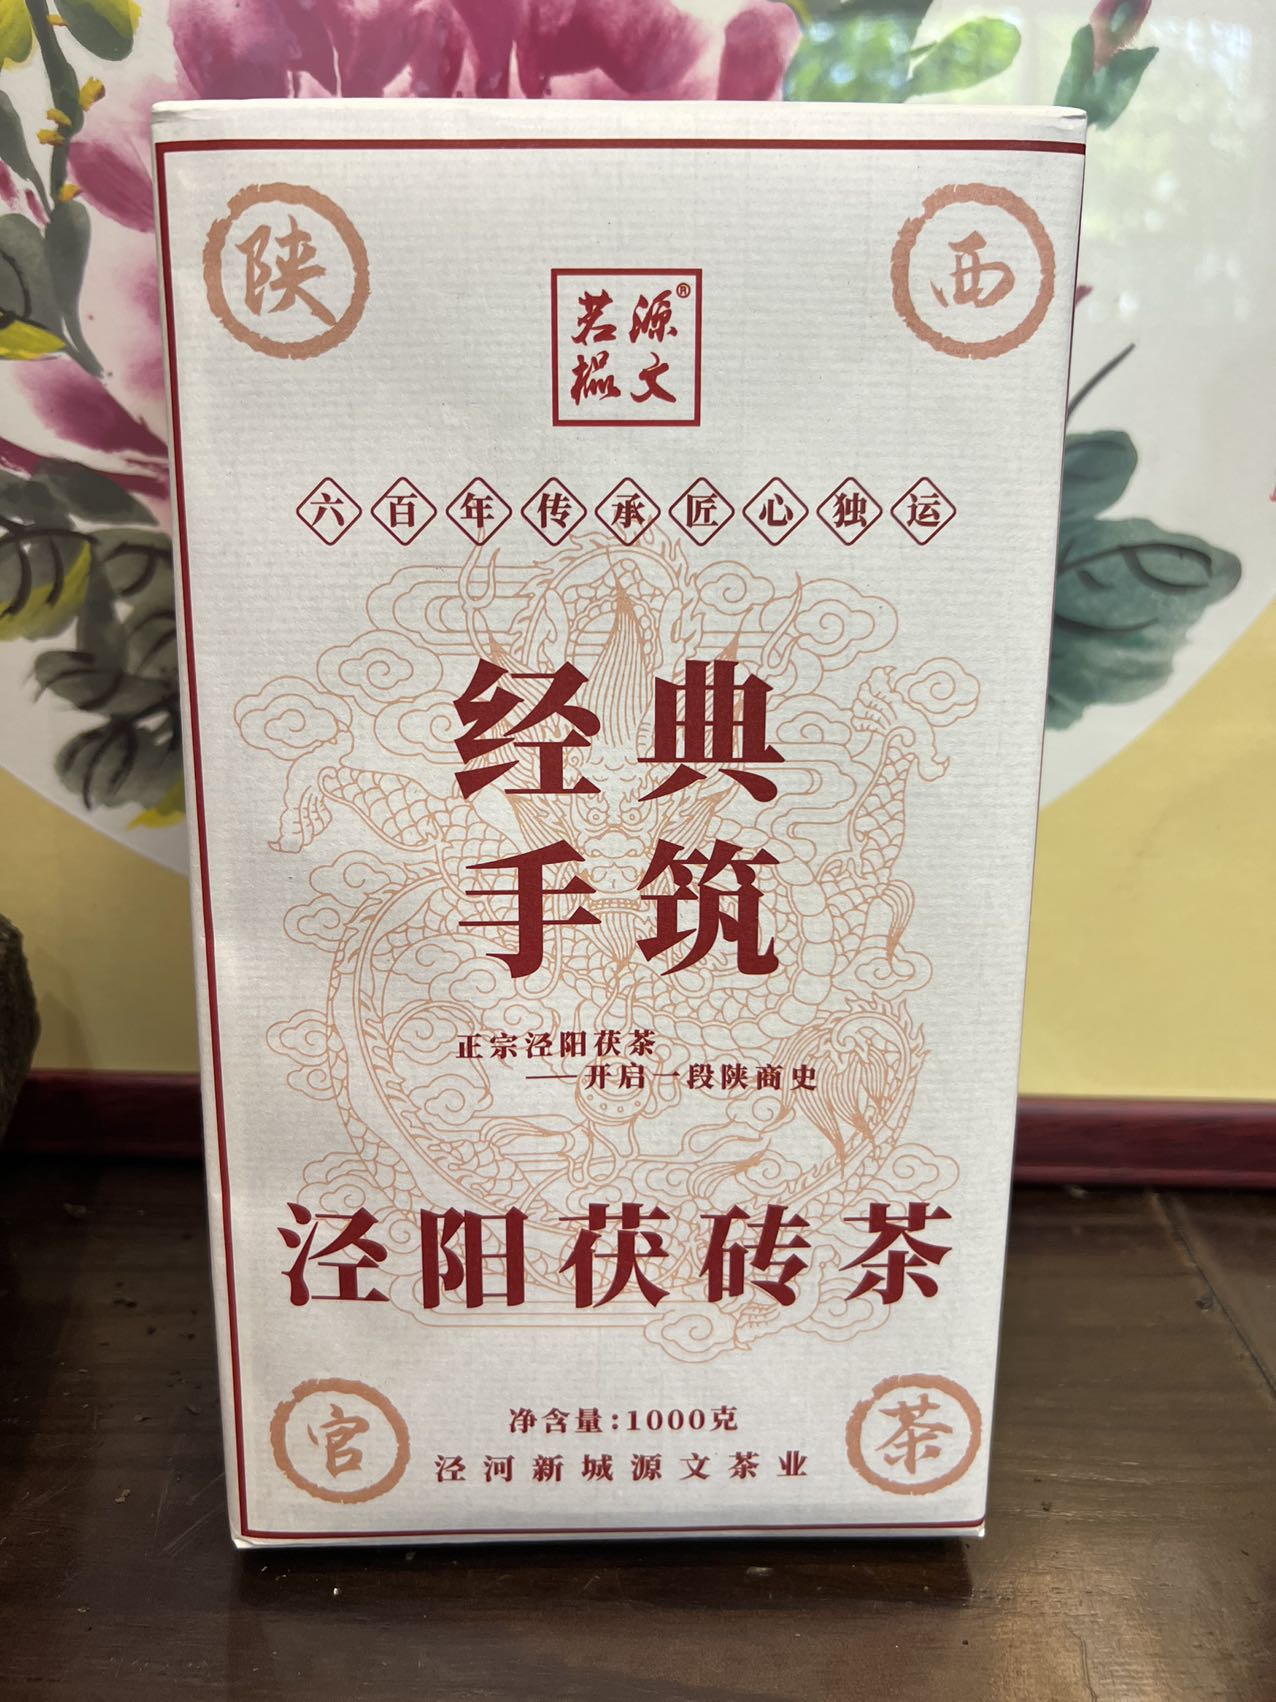 陕 西
源文
茗榀®
六百年传承匠心独运
经典
手筑
正宗泾阳茯茶
——开启一段陕商史
泾阳茯砖茶
官 茶
净含量:1000克
泾河新城源文茶业